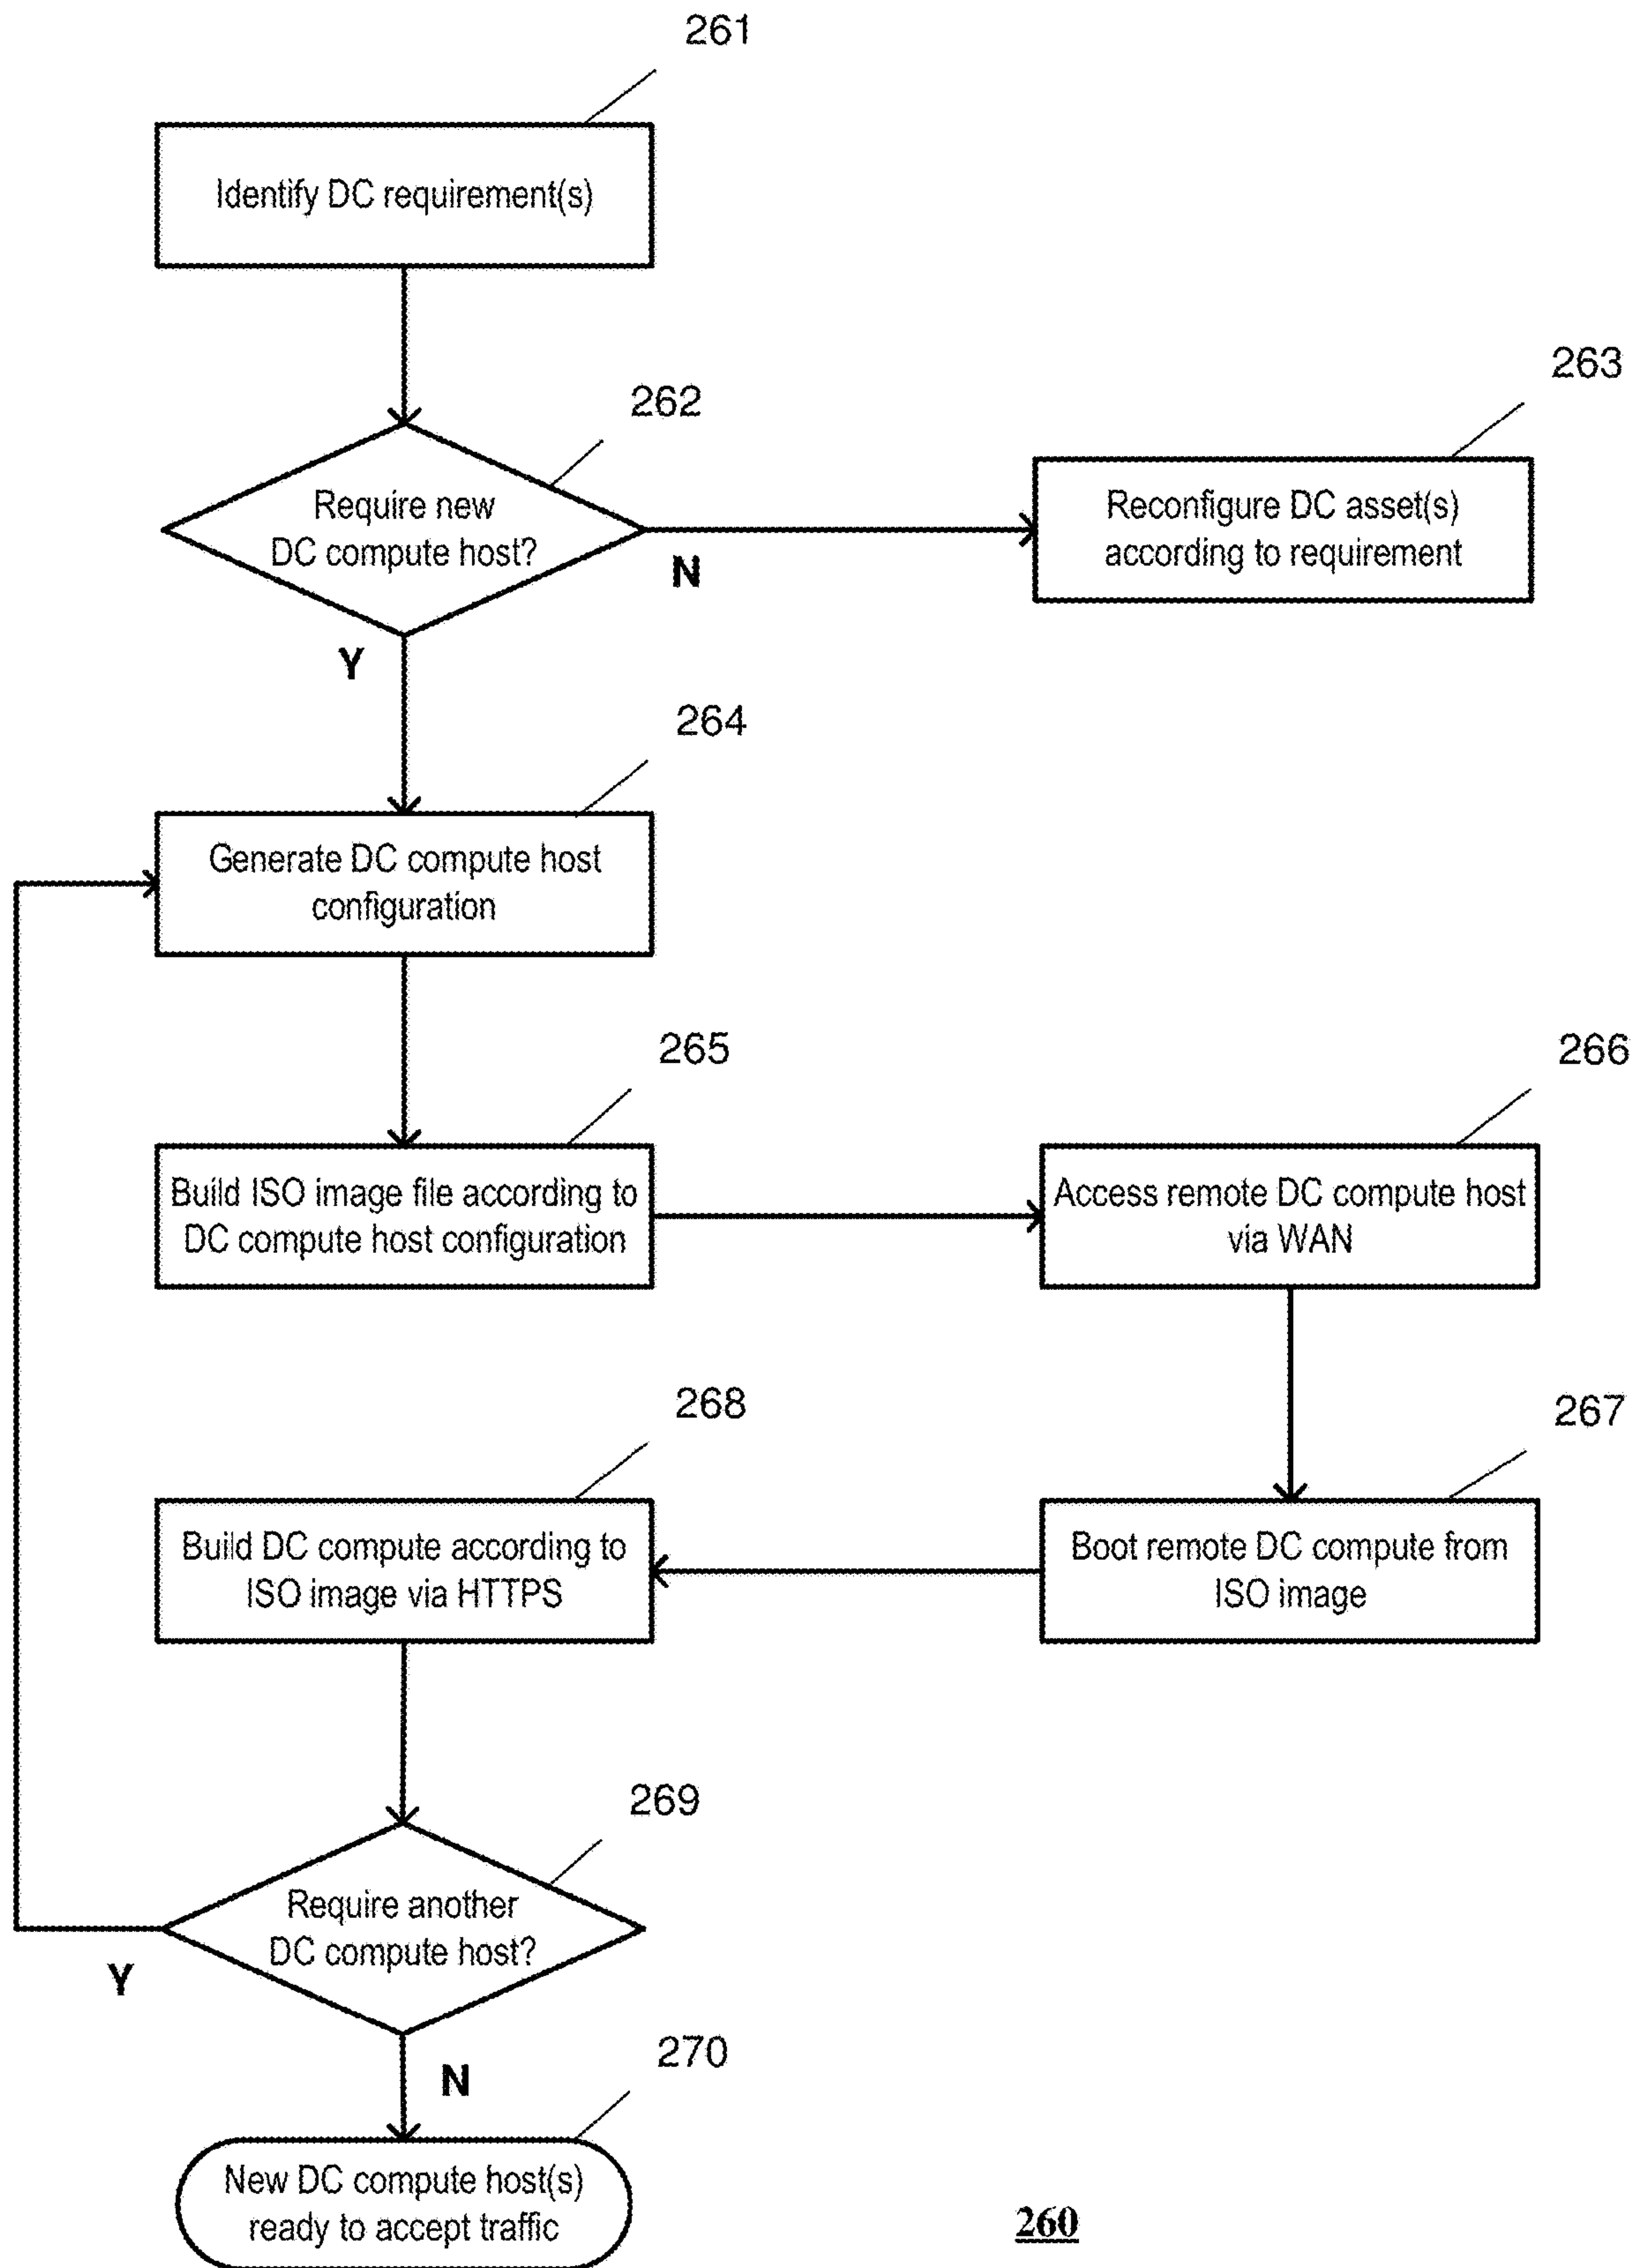 261
Identify DC requirement(s)
262
263
Require new
DC compute host?
Reconfigure DC asset(s)
according to requirement
N
Y
264
Generate DC compute host
configuration
265
266
Build ISO image file according to
DC compute host configuration
Access remote DC compute host
via WAN
268
267
Build DC compute according to
ISO image via HTTPS
Boot remote DC compute from
ISO image
269
Require another
DC compute host?
Y
N
270
New DC compute host(s)
ready to accept traffic
260